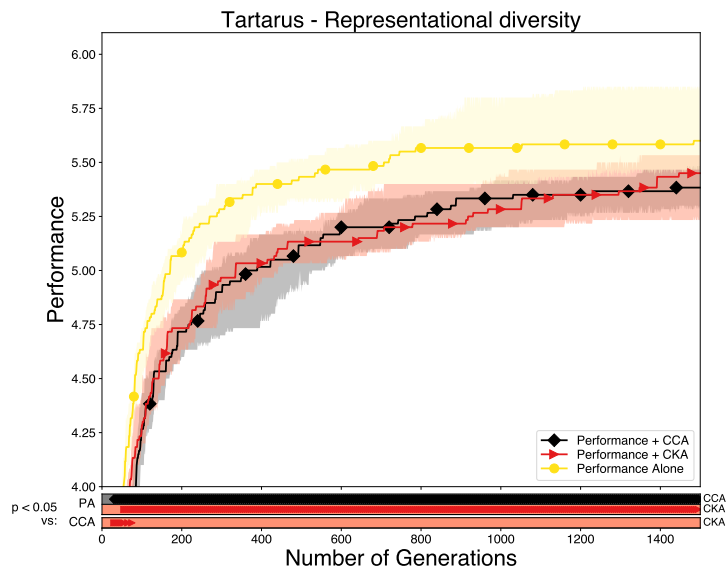 Tartarus - Representational diversity
6.00
5.75
5.50
5.25
5.00
4.75
4.50
4.25
4.00
Performance
Performance + CCA
Performance + CKA
Performance Alone
p < 0.05
vs:
PA
CCA
CKA
CCA
CKA
0 200 400 600 800 1000 1200 1400
Number of Generations